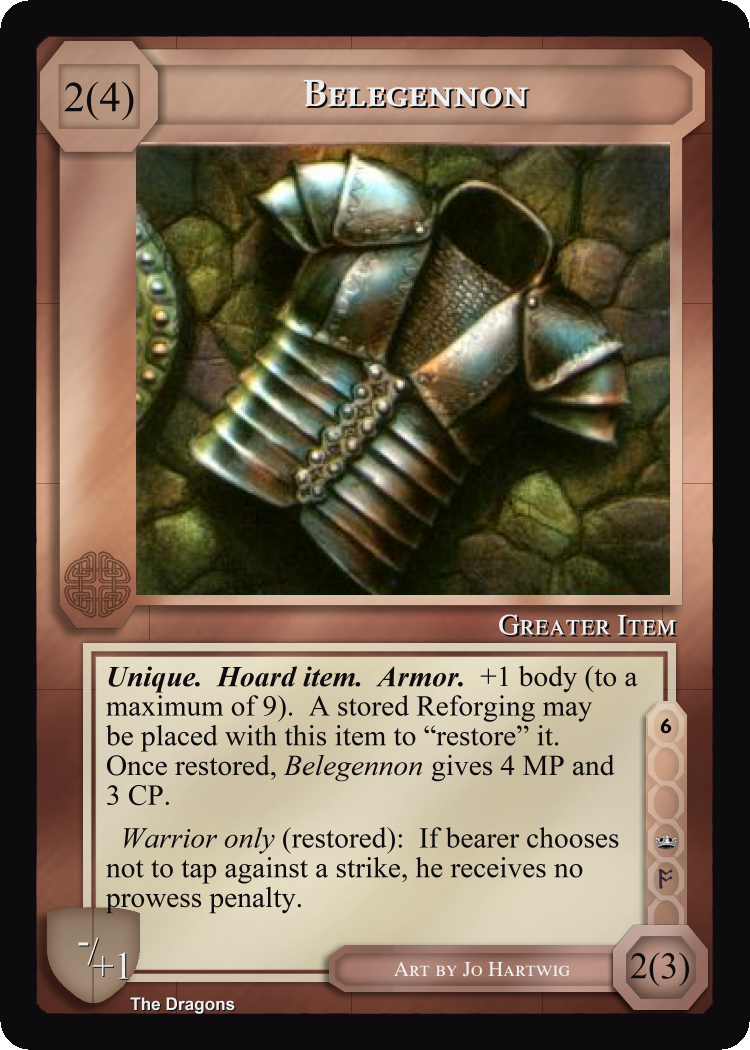 2(4)
Belegennon
Greater Item
Unique. Hoard item. Armor. +1 body (to a
maximum of 9). A stored Reforging may
be placed with this item to “restore” it.
Once restored, Belegennon gives 4 MP and
3 CP.
Warrior only (restored): If bearer chooses
not to tap against a strike, he receives no
prowess penalty.
6
-/+1
Art by Jo Hartwig
2(3)
The Dragons